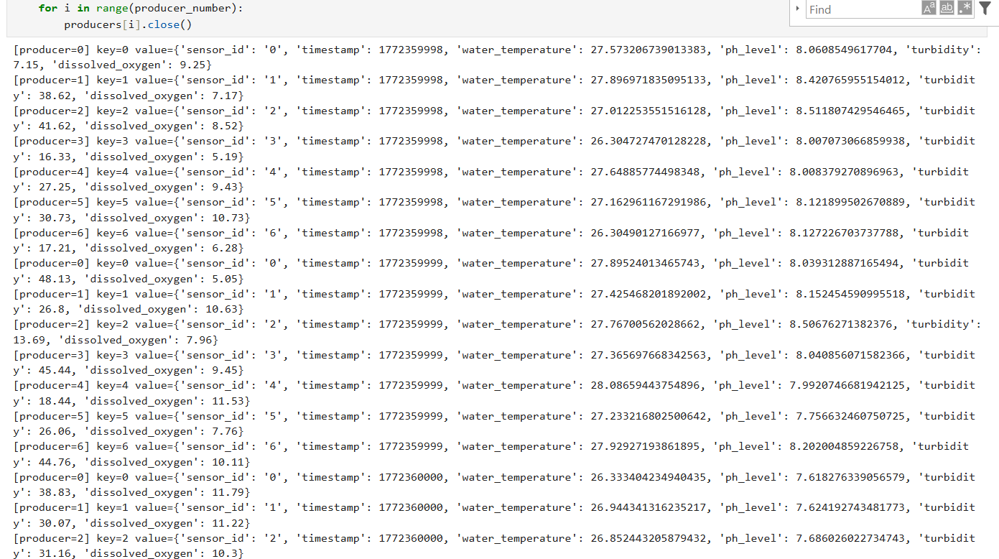 for i in range(producer_number):
producers[i].close()
Find
[producer=0] key=0 value={'sensor_id': '0', 'timestamp': 1772359998, 'water_temperature': 27.573206739013383, 'ph_level': 8.0608549617704, 'turbidity':
7.15, 'dissolved_oxygen': 9.25}
[producer=1] key=1 value={'sensor_id': '1', 'timestamp': 1772359998, 'water_temperature': 27.896971835095133, 'ph_level': 8.420765955154012, 'turbidit
y': 38.62, 'dissolved_oxygen': 7.17}
[producer=2] key=2 value={'sensor_id': '2', 'timestamp': 1772359998, 'water_temperature': 27.012253551516128, 'ph_level': 8.511807429546465, 'turbidit
y': 41.62, 'dissolved_oxygen': 8.52}
[producer=3] key=3 value={'sensor_id': '3', 'timestamp': 1772359998, 'water_temperature': 26.304727470128228, 'ph_level': 8.007073066859938, 'turbidit
y': 16.33, 'dissolved_oxygen': 5.19}
[producer=4] key=4 value={'sensor_id': '4', 'timestamp': 1772359998, 'water_temperature': 27.64885774498348, 'ph_level': 8.008379270896963, 'turbidit
y': 27.25, 'dissolved_oxygen': 9.43}
[producer=5] key=5 value={'sensor_id': '5', 'timestamp': 1772359998, 'water_temperature': 27.162961167291986, 'ph_level': 8.121899502670889, 'turbidit
y': 30.73, 'dissolved_oxygen': 10.73}
[producer=6] key=6 value={'sensor_id': '6', 'timestamp': 1772359998, 'water_temperature': 26.30490127166977, 'ph_level': 8.127226703737788, 'turbidit
y': 17.21, 'dissolved_oxygen': 6.28}
[producer=0] key=0 value={'sensor_id': '0', 'timestamp': 1772359999, 'water_temperature': 27.89524013465743, 'ph_level': 8.039312887165494, 'turbidit
y': 48.13, 'dissolved_oxygen': 5.05}
[producer=1] key=1 value={'sensor_id': '1', 'timestamp': 1772359999, 'water_temperature': 27.425468201892002, 'ph_level': 8.152454590995518, 'turbidit
y': 26.8, 'dissolved_oxygen': 10.63}
[producer=2] key=2 value={'sensor_id': '2', 'timestamp': 1772359999, 'water_temperature': 27.76700562028662, 'ph_level': 8.50676271382376, 'turbidity':
13.69, 'dissolved_oxygen': 7.96}
[producer=3] key=3 value={'sensor_id': '3', 'timestamp': 1772359999, 'water_temperature': 27.365697668342563, 'ph_level': 8.040856071582366, 'turbidit
y': 45.44, 'dissolved_oxygen': 9.45}
[producer=4] key=4 value={'sensor_id': '4', 'timestamp': 1772359999, 'water_temperature': 28.08659443754896, 'ph_level': 7.9920746681942125, 'turbidit
y': 18.44, 'dissolved_oxygen': 11.53}
[producer=5] key=5 value={'sensor_id': '5', 'timestamp': 1772359999, 'water_temperature': 27.233216802500642, 'ph_level': 7.756632460750725, 'turbidit
y': 26.06, 'dissolved_oxygen': 7.76}
[producer=6] key=6 value={'sensor_id': '6', 'timestamp': 1772359999, 'water_temperature': 27.92927193861895, 'ph_level': 8.202004859226758, 'turbidit
y': 44.76, 'dissolved_oxygen': 10.11}
[producer=0] key=0 value={'sensor_id': '0', 'timestamp': 1772360000, 'water_temperature': 26.333404234940435, 'ph_level': 7.618276339056579, 'turbidit
y': 38.83, 'dissolved_oxygen': 11.79}
[producer=1] key=1 value={'sensor_id': '1', 'timestamp': 1772360000, 'water_temperature': 26.944341316235217, 'ph_level': 7.624192743481773, 'turbidit
y': 30.07, 'dissolved_oxygen': 11.22}
[producer=2] key=2 value={'sensor_id': '2', 'timestamp': 1772360000, 'water_temperature': 26.852443205879432, 'ph_level': 7.686026022734743, 'turbidit
y': 31.16, 'dissolved_oxygen': 10.3}